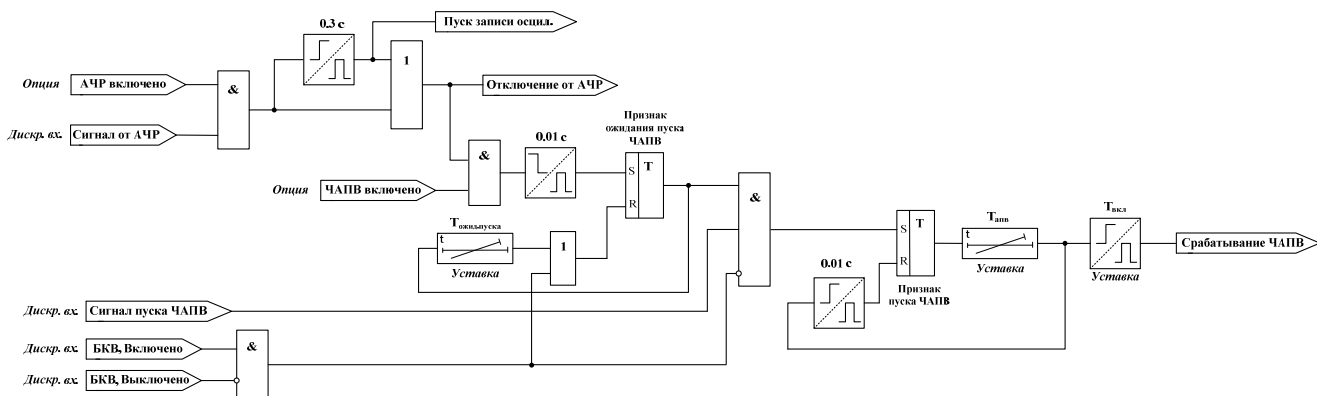 0.3 с
Пуск записи осцил.
1
Опция
АЧР включено
&
Отключение от АЧР
Дискр. вх.
Сигнал от АЧР
Признак
ожидания пуска
ЧАПВ
0.01 с
&
S
T
Опция
ЧАПВ включено
R
&
Tожидпуска
t
Уставка
1
S
T
Tапв
t
Уставка
Tвкл
Уставка
Срабатывание ЧАПВ
R
0.01 с
Признак
пуска ЧАПВ
Дискр. вх.
Сигнал пуска ЧАПВ
Дискр. вх.
БКВ, Включено
&
Дискр. вх.
БКВ, Выключено